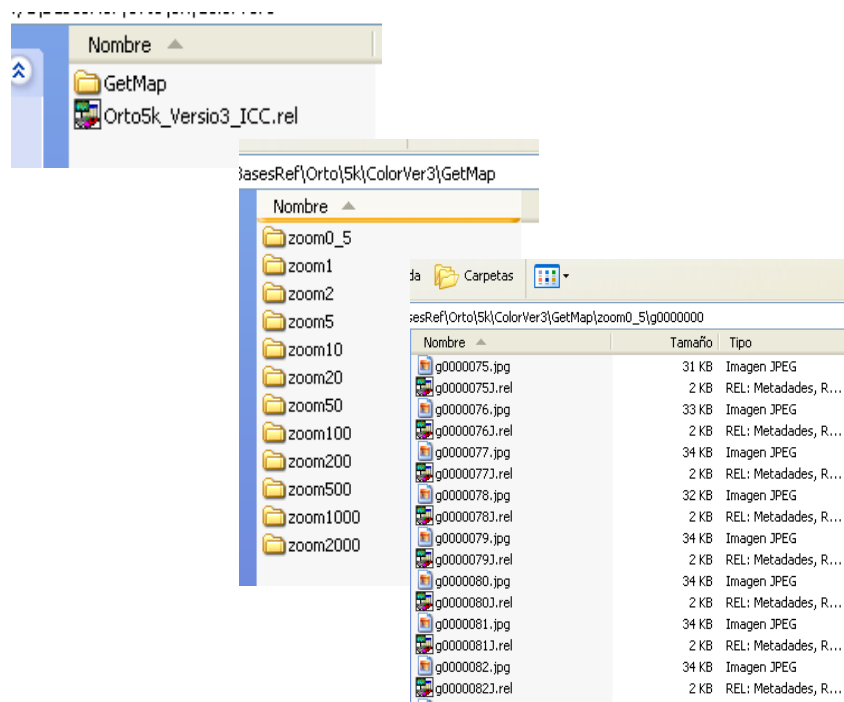 Nombre
GetMap
Orto5k_Versio3_ICC.rel
BasesRef\Orto\5k\ColorVer3\GetMap
Nombre
zoom0_5
zoom1
zoom2
zoom5
zoom10
zoom20
zoom50
zoom100
zoom200
zoom500
zoom1000
zoom2000
da Carpetas
sesRef\Orto\5k\ColorVer3\GetMap\zoom0_5\g0000000
Nombre Tamaño Tipo
g0000075.jpg 31 KB Imagen JPEG
g0000075J.rel 2 KB REL: Metadades, R...
g0000076.jpg 33 KB Imagen JPEG
g0000076J.rel 2 KB REL: Metadades, R...
g0000077.jpg 34 KB Imagen JPEG
g0000077J.rel 2 KB REL: Metadades, R...
g0000078.jpg 32 KB Imagen JPEG
g0000078J.rel 2 KB REL: Metadades, R...
g0000079.jpg 34 KB Imagen JPEG
g0000079J.rel 2 KB REL: Metadades, R...
g0000080.jpg 34 KB Imagen JPEG
g0000080J.rel 2 KB REL: Metadades, R...
g0000081.jpg 34 KB Imagen JPEG
g0000081J.rel 2 KB REL: Metadades, R...
g0000082.jpg 34 KB Imagen JPEG
g0000082J.rel 2 KB REL: Metadades, R...